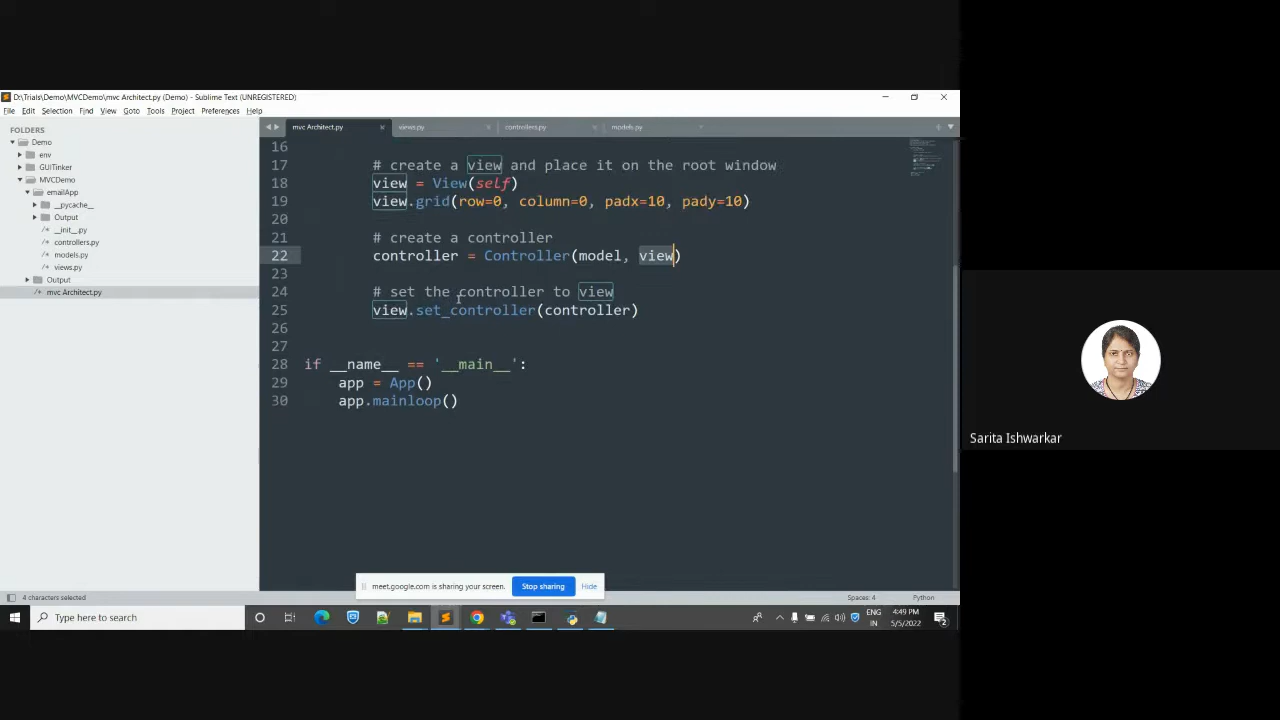 D:\Trials\Demo\MVCDemo\mvc Architect.py (Demo) - Sublime Text (UNREGISTERED)
File Edit Selection Find View Goto Tools Project Preferences Help
FOLDERS
Demo
env
GUITinker
MVCDemo
emailApp
__pycache__
Output
__init__.py
controllers.py
models.py
views.py
Output
mvc Architect.py
mvc Architect.py views.py controllers.py models.py
16
17 # create a view and place it on the root window
18 view = View(self)
19 view.grid(row=0, column=0, padx=10, pady=10)
20
21 # create a controller
22 controller = Controller(model, view)
23
24 # set the controller to view
25 view.set_controller(controller)
26
27
28 if __name__ == '__main__':
29 app = App()
30 app.mainloop()
meet.google.com is sharing your screen. Stop sharing Hide
4 characters selected Spaces: 4 Python
Type here to search
ENG
IN
4:49 PM
5/5/2022
2
Sarita Ishwarkar